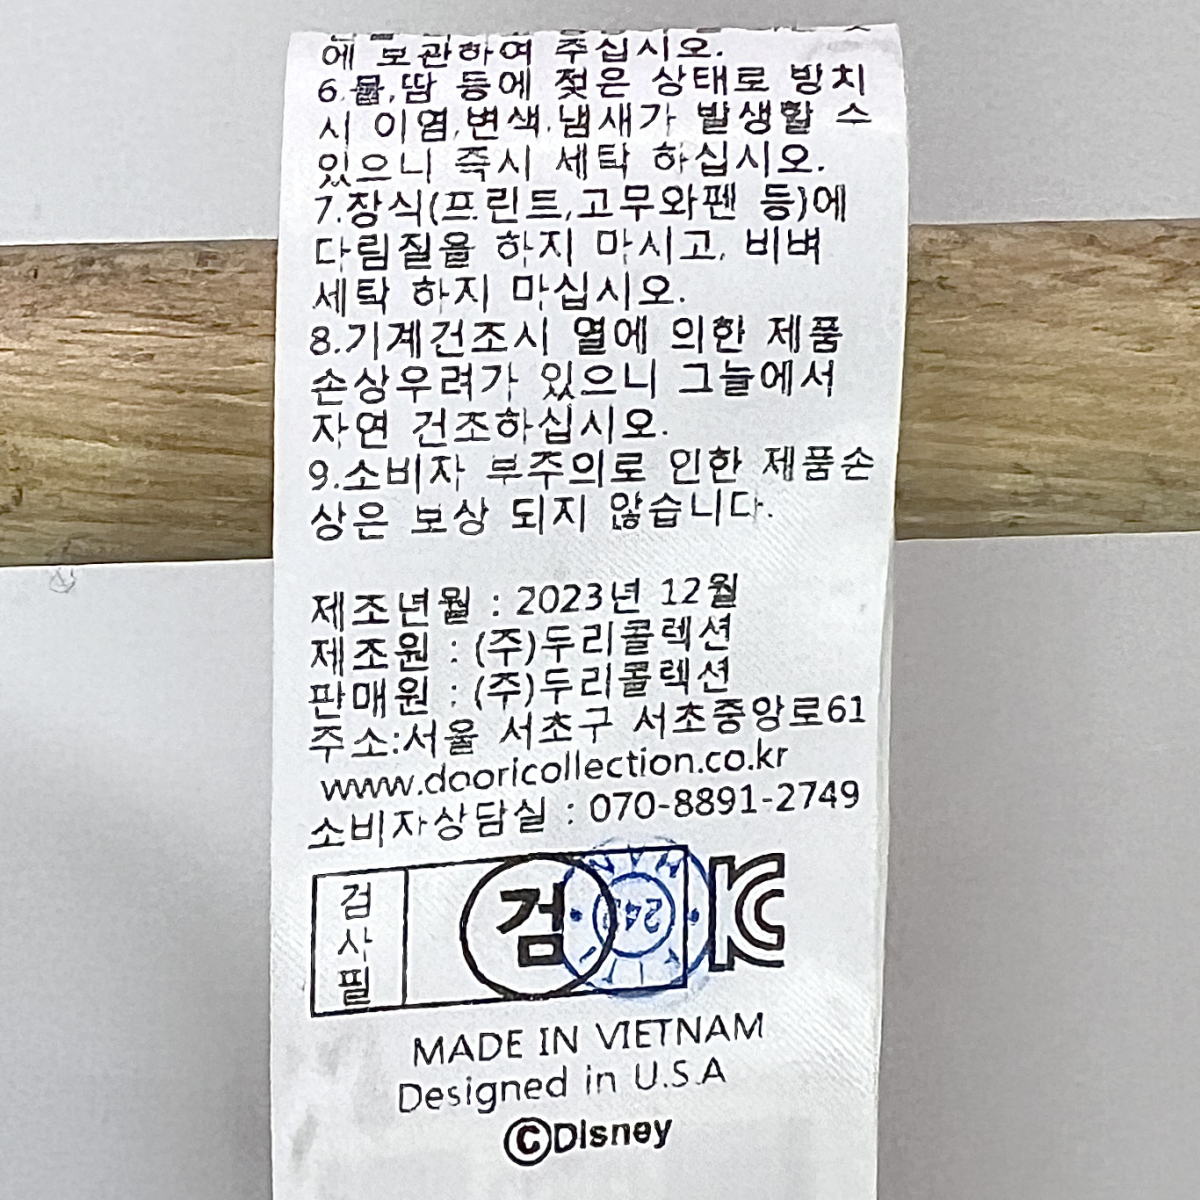 에 보관하여 주십시오.
6.물,땀 등에 젖은 상태로 방치
시 이염,변색,냄새가 발생할 수
있으니 즉시 세탁 하십시오.
7.장식(프린트,고무와펜 등)에
다림질을 하지 마시고, 비벼
세탁 하지 마십시오.
8.기계건조시 열에 의한 제품
손상우려가 있으니 그늘에서
자연 건조하십시오.
9.소비자 부주의로 인한 제품손
상은 보상 되지 않습니다.
제조년월 : 2023년 12월
제조원 : (주)두리콜렉션
판매원 : (주)두리콜렉션
주소:서울 서초구 서초중앙로61
www.dooricollection.co.kr
소비자상담실 : 070-8891-2749
검사필 검 KC
MADE IN VIETNAM
Designed in U.S.A
©Disney